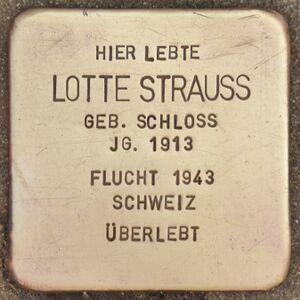 HIER LEBTE
LOTTE STRAUSS
GEB. SCHLOSS
JG. 1913
FLUCHT 1943
SCHWEIZ
ÜBERLEBT